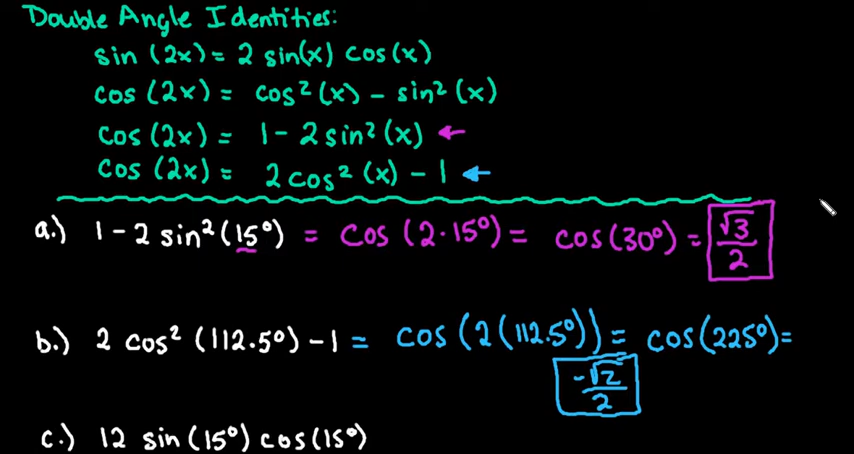 Double Angle Identities:
sin (2x) = 2 sin(x) cos(x)
cos (2x) = cos² (x) - sin² (x)
cos (2x) = 1 - 2 sin² (x) ←
cos (2x) = 2 cos² (x) - 1 ←
a.) 1 - 2 sin² (15°) = cos (2 · 15°) = cos (30°) = √3/2
b.) 2 cos² (112.5°) - 1 = cos (2 (112.5°)) = cos (225°) =
-√2/2
c.) 12 sin (15°) cos (15°)